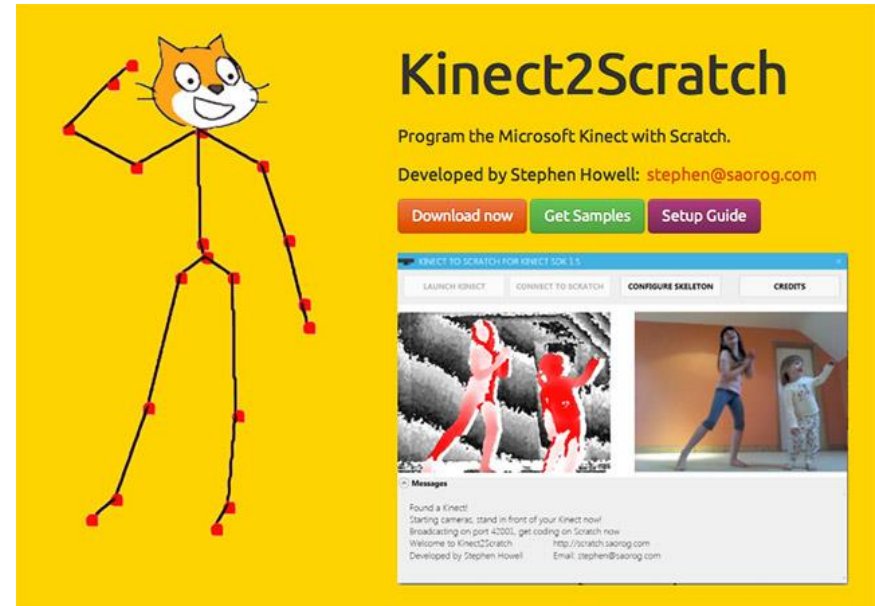 Kinect2Scratch
Program the Microsoft Kinect with Scratch.
Developed by Stephen Howell: stephen@saorog.com
Download now Get Samples Setup Guide
KINECT TO SCRATCH FOR KINECT SDK 1.5
LAUNCH KINECT CONNECT TO SCRATCH CONFIGURE SKELETON CREDITS
Messages
Found a Kinect!
Starting cameras, stand in front of your Kinect now!
Broadcasting on port 42001, get coding on Scratch now
Welcome to Kinect2Scratch http://scratch.saorog.com
Developed by Stephen Howell Email: stephen@saorog.com